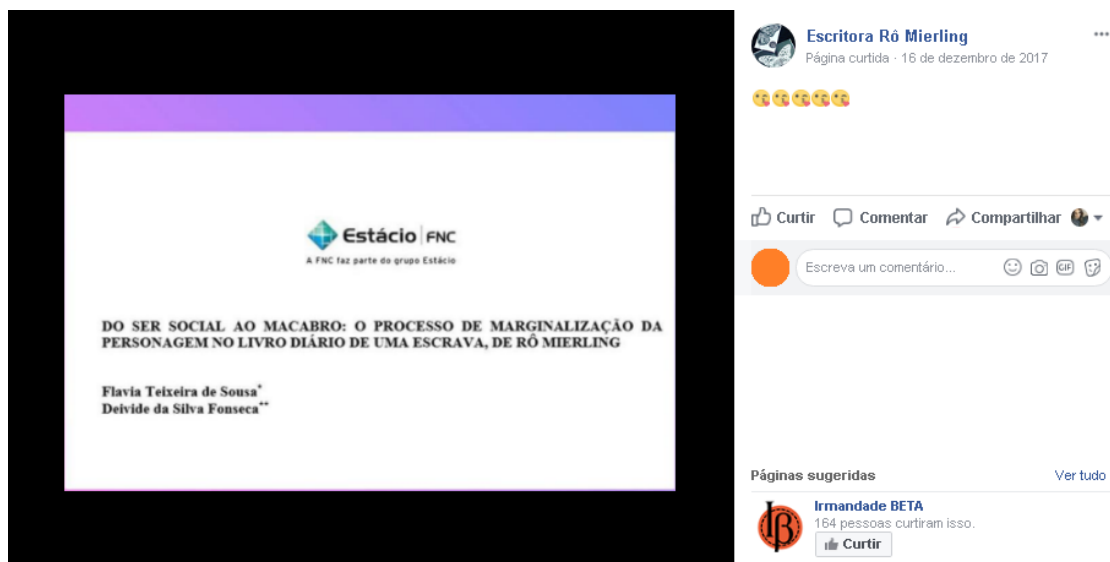 Estácio FNC
A FNC faz parte do grupo Estácio
DO SER SOCIAL AO MACABRO: O PROCESSO DE MARGINALIZAÇÃO DA
PERSONAGEM NO LIVRO DIÁRIO DE UMA ESCRAVA, DE RÔ MIERLING
Flavia Teixeira de Sousa*
Deivide da Silva Fonseca**
Escritora Rô Mierling
Página curtida · 16 de dezembro de 2017
😘😘😘😘😘
Curtir Comentar Compartilhar
Escreva um comentário... GIF
Páginas sugeridas Ver tudo
Irmandade BETA
164 pessoas curtiram isso.
Curtir
IB